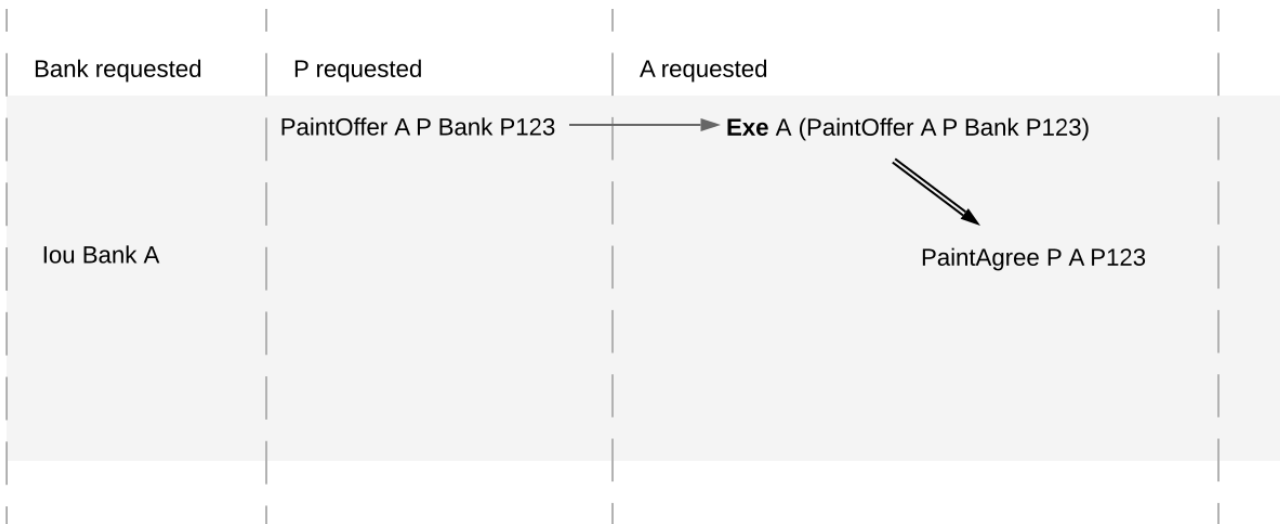 Bank requested
P requested
A requested
PaintOffer A P Bank P123
Exe A (PaintOffer A P Bank P123)
Iou Bank A
PaintAgree P A P123